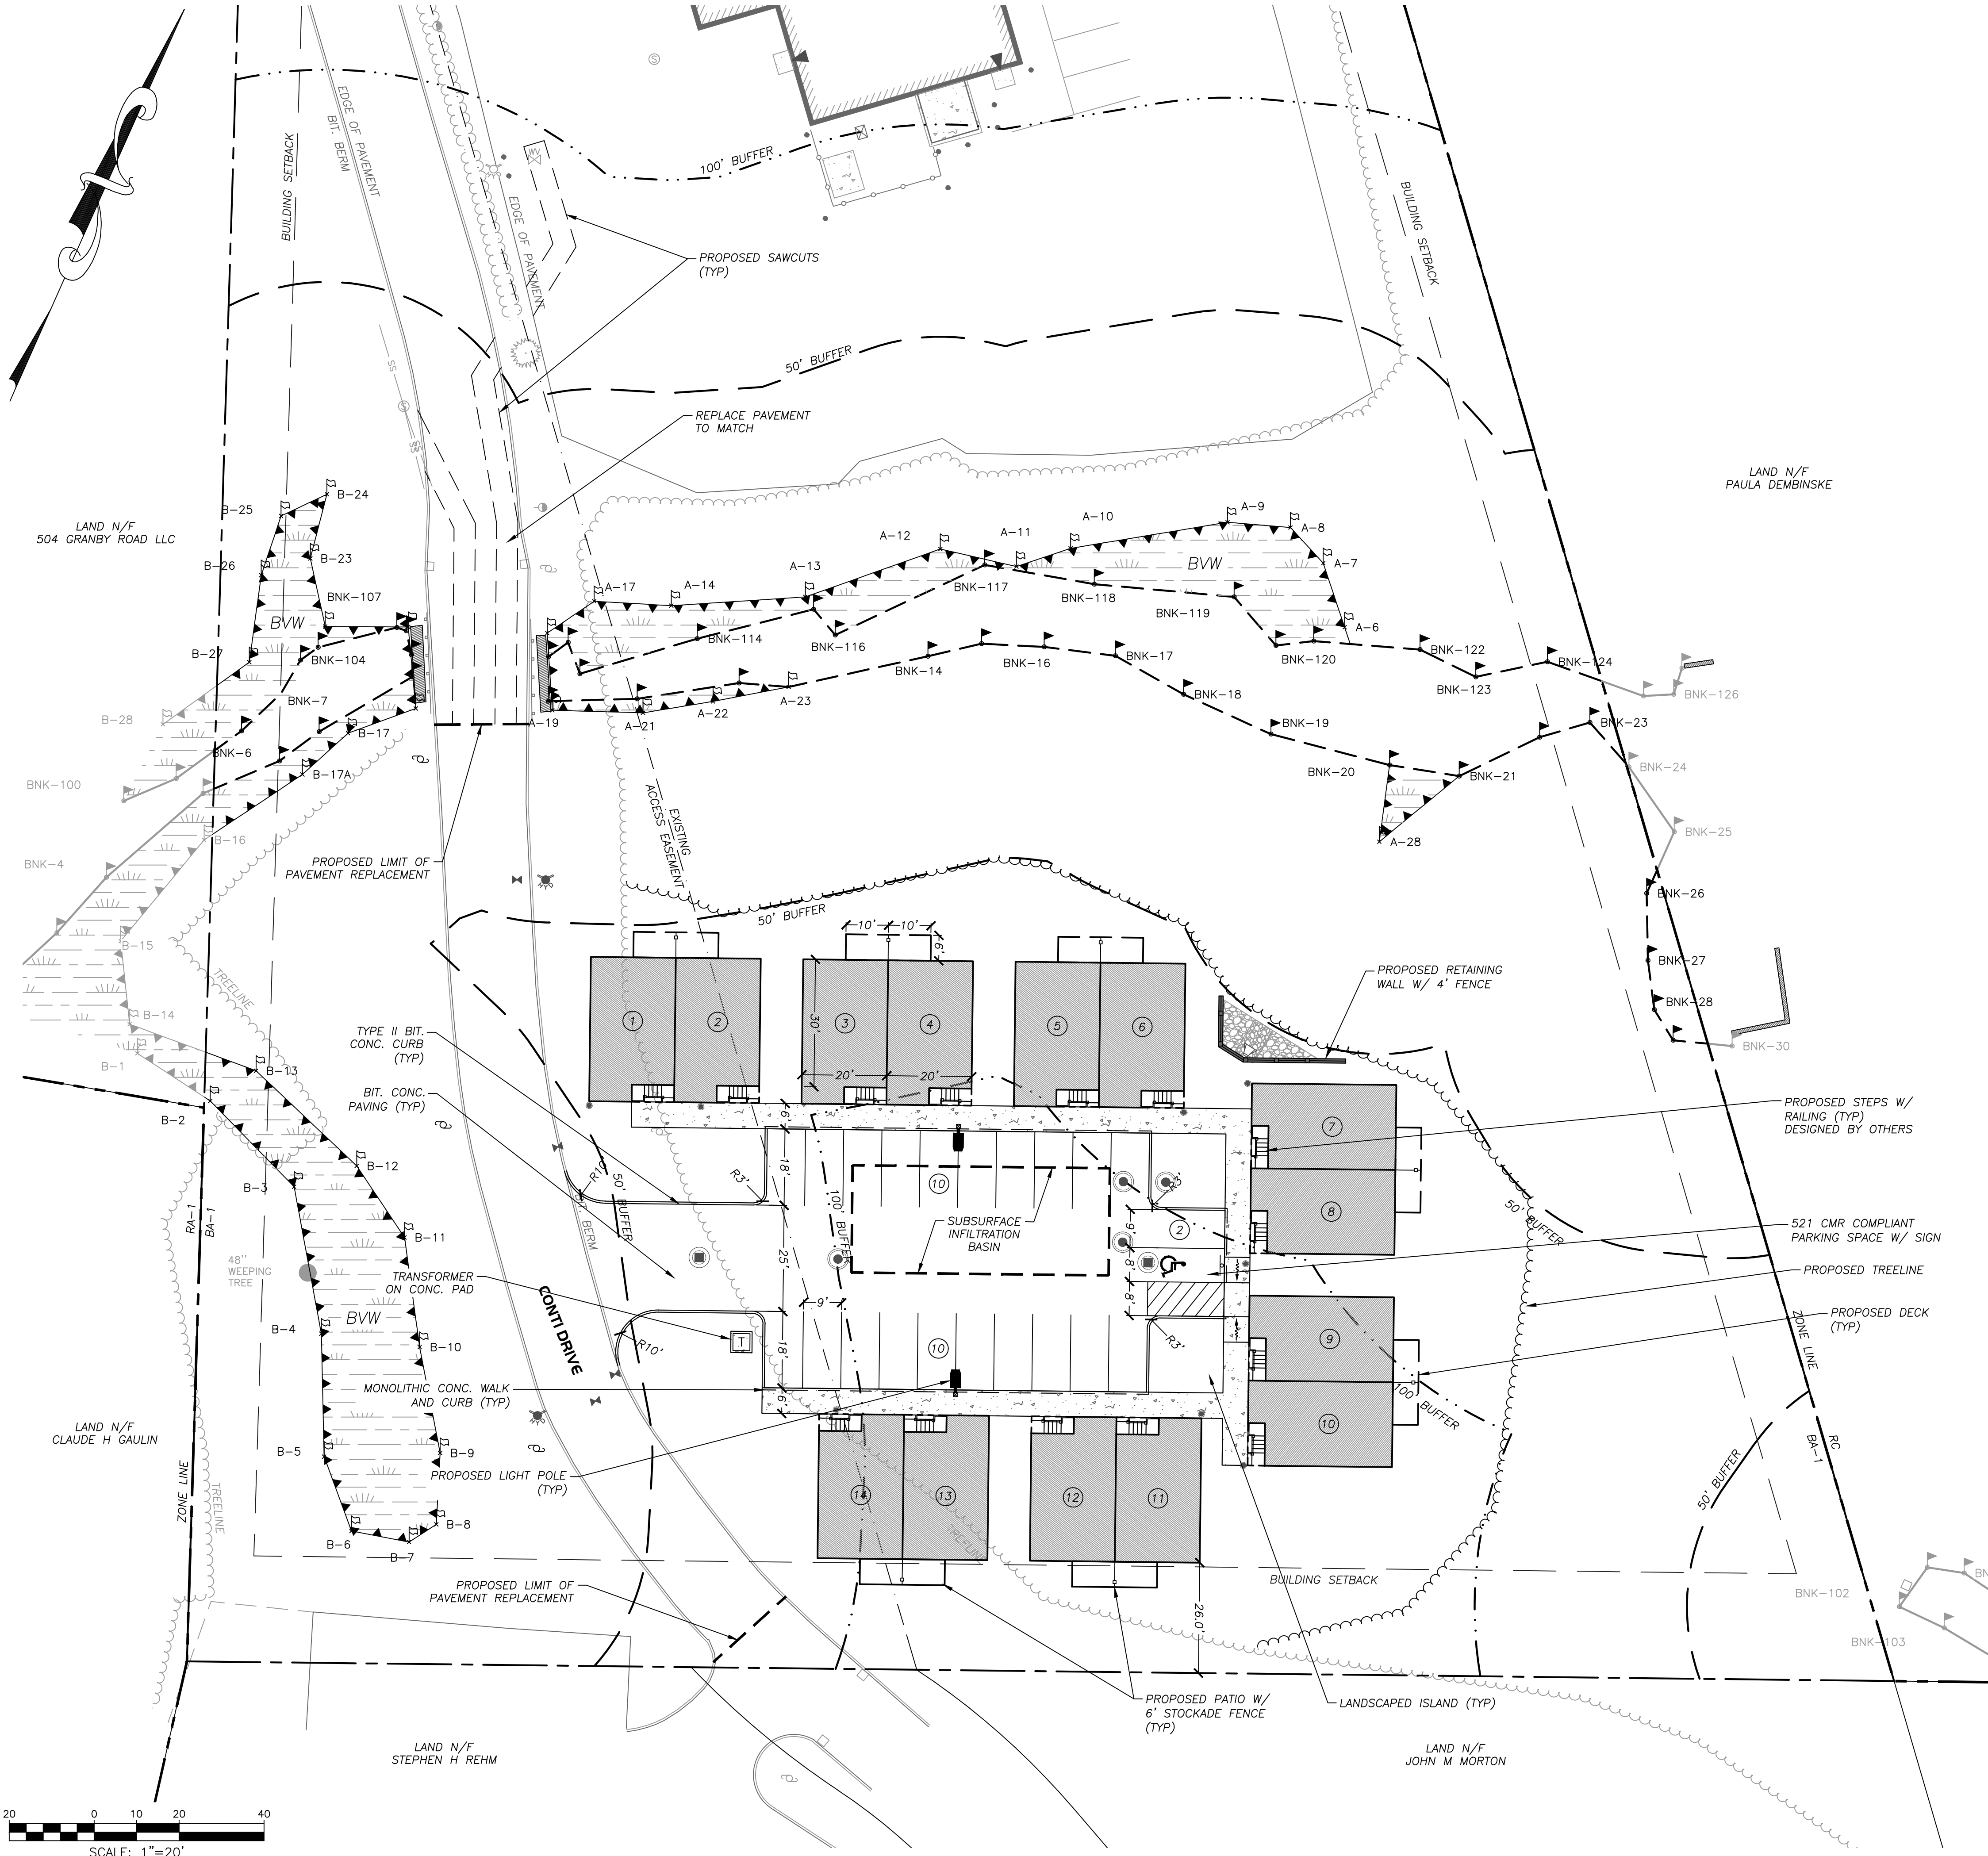 EDGE OF PAVEMENT
BIT. BERM
BUILDING SETBACK
EDGE OF PAVEMENT
WV
S
100' BUFFER
BUILDING SETBACK
PROPOSED SAWCUTS
(TYP)
50' BUFFER
SS
S
SS
REPLACE PAVEMENT
TO MATCH
LAND N/F
PAULA DEMBINSKE
LAND N/F
504 GRANBY ROAD LLC
B-24
B-25
B-23
B-26
BNK-107
BVW
B-27
BNK-104
BNK-7
B-28
B-17
BNK-6
B-17A
BNK-100
B-16
BNK-4
B-15
B-14
B-1
B-13
B-2
A-9
A-10
A-8
A-11
A-12
A-7
BVW
A-13
A-14
A-17
BNK-117
BNK-118
BNK-119
A-6
BNK-114
BNK-116
BNK-120
BNK-122
BNK-123
BNK-124
BNK-126
BNK-14
BNK-16
BNK-17
BNK-18
BNK-19
BNK-20
BNK-21
BNK-23
BNK-24
BNK-25
BNK-26
BNK-27
BNK-28
BNK-30
A-19
A-21
A-22
A-23
A-28
EXISTING
ACCESS EASEMENT
PROPOSED LIMIT OF
PAVEMENT REPLACEMENT
50' BUFFER
10'
10'
6'
TREELINE
PROPOSED RETAINING
WALL W/ 4' FENCE
TYPE II BIT.
CONC. CURB
(TYP)
BIT. CONC.
PAVING (TYP)
1
2
3
4
5
6
30'
20'
20'
7
8
9
10
PROPOSED STEPS W/
RAILING (TYP)
DESIGNED BY OTHERS
6'
18'
R10'
R3'
10
R3'
50' BUFFER
BIT. BERM
100' BUFFER
SUBSURFACE
INFILTRATION
BASIN
25'
9'
8'
8'
2
521 CMR COMPLIANT
PARKING SPACE W/ SIGN
50' BUFFER
PROPOSED TREELINE
PROPOSED DECK
(TYP)
RA-1
BA-1
B-3
B-12
B-11
48"
WEEPING
TREE
BVW
B-4
B-10
B-5
B-9
B-8
B-6
B-7
TRANSFORMER
ON CONC. PAD
CONTI DRIVE
T
R10'
9'
18'
10
R3'
6'
MONOLITHIC CONC. WALK
AND CURB (TYP)
PROPOSED LIGHT POLE
(TYP)
LAND N/F
CLAUDE H GAULIN
ZONE LINE
TREELINE
14
13
12
11
TREELINE
100' BUFFER
ZONE LINE
RC
BA-1
50' BUFFER
BUILDING SETBACK
26.0'
PROPOSED LIMIT OF
PAVEMENT REPLACEMENT
BNK-102
BNK-103
PROPOSED PATIO W/
6' STOCKADE FENCE
(TYP)
LANDSCAPED ISLAND (TYP)
LAND N/F
STEPHEN H REHM
LAND N/F
JOHN M MORTON
20 0 10 20 40
SCALE: 1"=20'